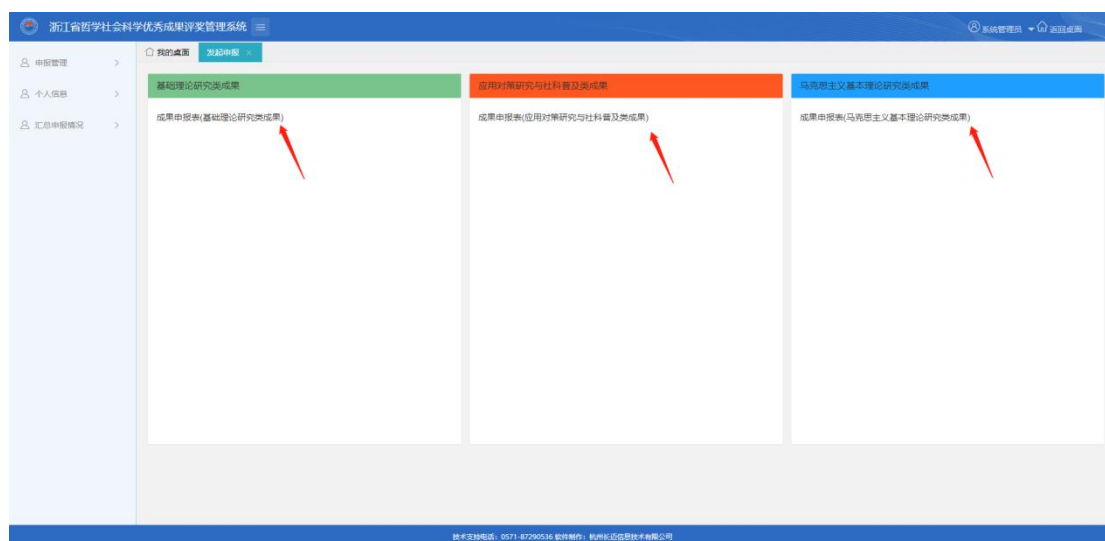 浙江省哲学社会科学优秀成果评奖管理系统
系统管理员 返回桌面
申报管理
个人信息
汇总申报情况
我的桌面 发起申报 ×
基础理论研究类成果
成果申报表(基础理论研究类成果)
应用对策研究与社科普及类成果
成果申报表(应用对策研究与社科普及类成果)
马克思主义基本理论研究类成果
成果申报表(马克思主义基本理论研究类成果)
技术支持电话：0571-87290536 软件制作：杭州长迈信息技术有限公司